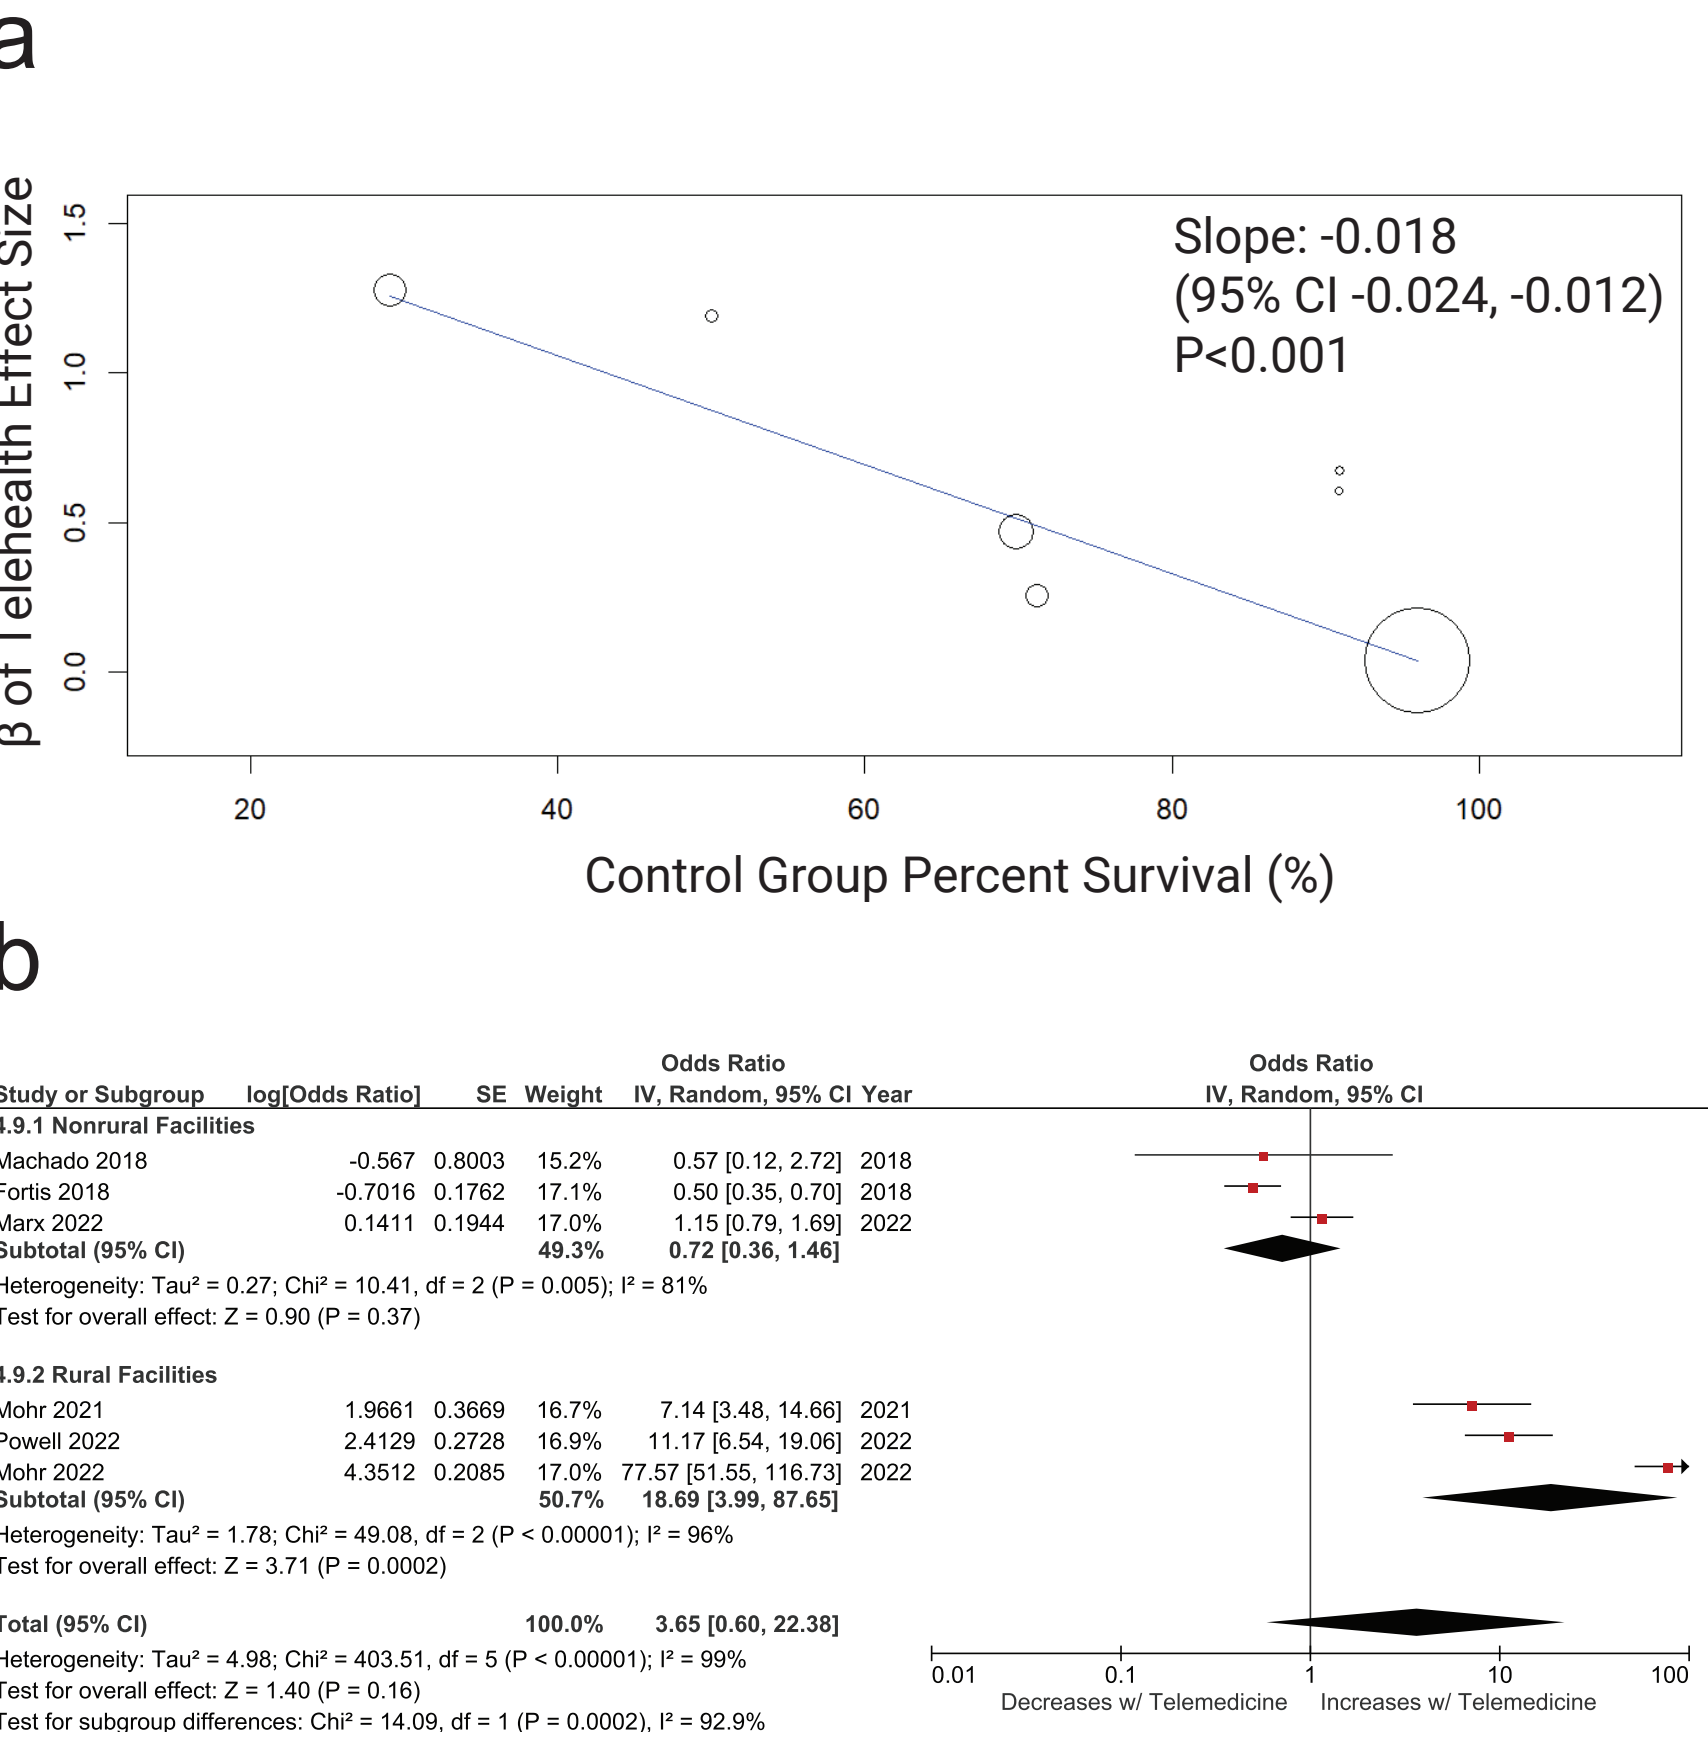 a
β of Telehealth Effect Size
1.5
1.0
0.5
0.0
Slope: -0.018
(95% CI -0.024, -0.012)
P<0.001
20 40 60 80 100
Control Group Percent Survival (%)
b
Odds Ratio Odds Ratio
Study or Subgroup log[Odds Ratio] SE Weight IV, Random, 95% CI Year IV, Random, 95% CI
4.9.1 Nonrural Facilities
Machado 2018 -0.567 0.8003 15.2% 0.57 [0.12, 2.72] 2018
Fortis 2018 -0.7016 0.1762 17.1% 0.50 [0.35, 0.70] 2018
Marx 2022 0.1411 0.1944 17.0% 1.15 [0.79, 1.69] 2022
Subtotal (95% CI) 49.3% 0.72 [0.36, 1.46]
Heterogeneity: Tau² = 0.27; Chi² = 10.41, df = 2 (P = 0.005); I² = 81%
Test for overall effect: Z = 0.90 (P = 0.37)
4.9.2 Rural Facilities
Mohr 2021 1.9661 0.3669 16.7% 7.14 [3.48, 14.66] 2021
Powell 2022 2.4129 0.2728 16.9% 11.17 [6.54, 19.06] 2022
Mohr 2022 4.3512 0.2085 17.0% 77.57 [51.55, 116.73] 2022
Subtotal (95% CI) 50.7% 18.69 [3.99, 87.65]
Heterogeneity: Tau² = 1.78; Chi² = 49.08, df = 2 (P < 0.00001); I² = 96%
Test for overall effect: Z = 3.71 (P = 0.0002)
Total (95% CI) 100.0% 3.65 [0.60, 22.38]
Heterogeneity: Tau² = 4.98; Chi² = 403.51, df = 5 (P < 0.00001); I² = 99%
Test for overall effect: Z = 1.40 (P = 0.16)
Test for subgroup differences: Chi² = 14.09, df = 1 (P = 0.0002), I² = 92.9%
0.01 0.1 1 10 100
Decreases w/ Telemedicine Increases w/ Telemedicine